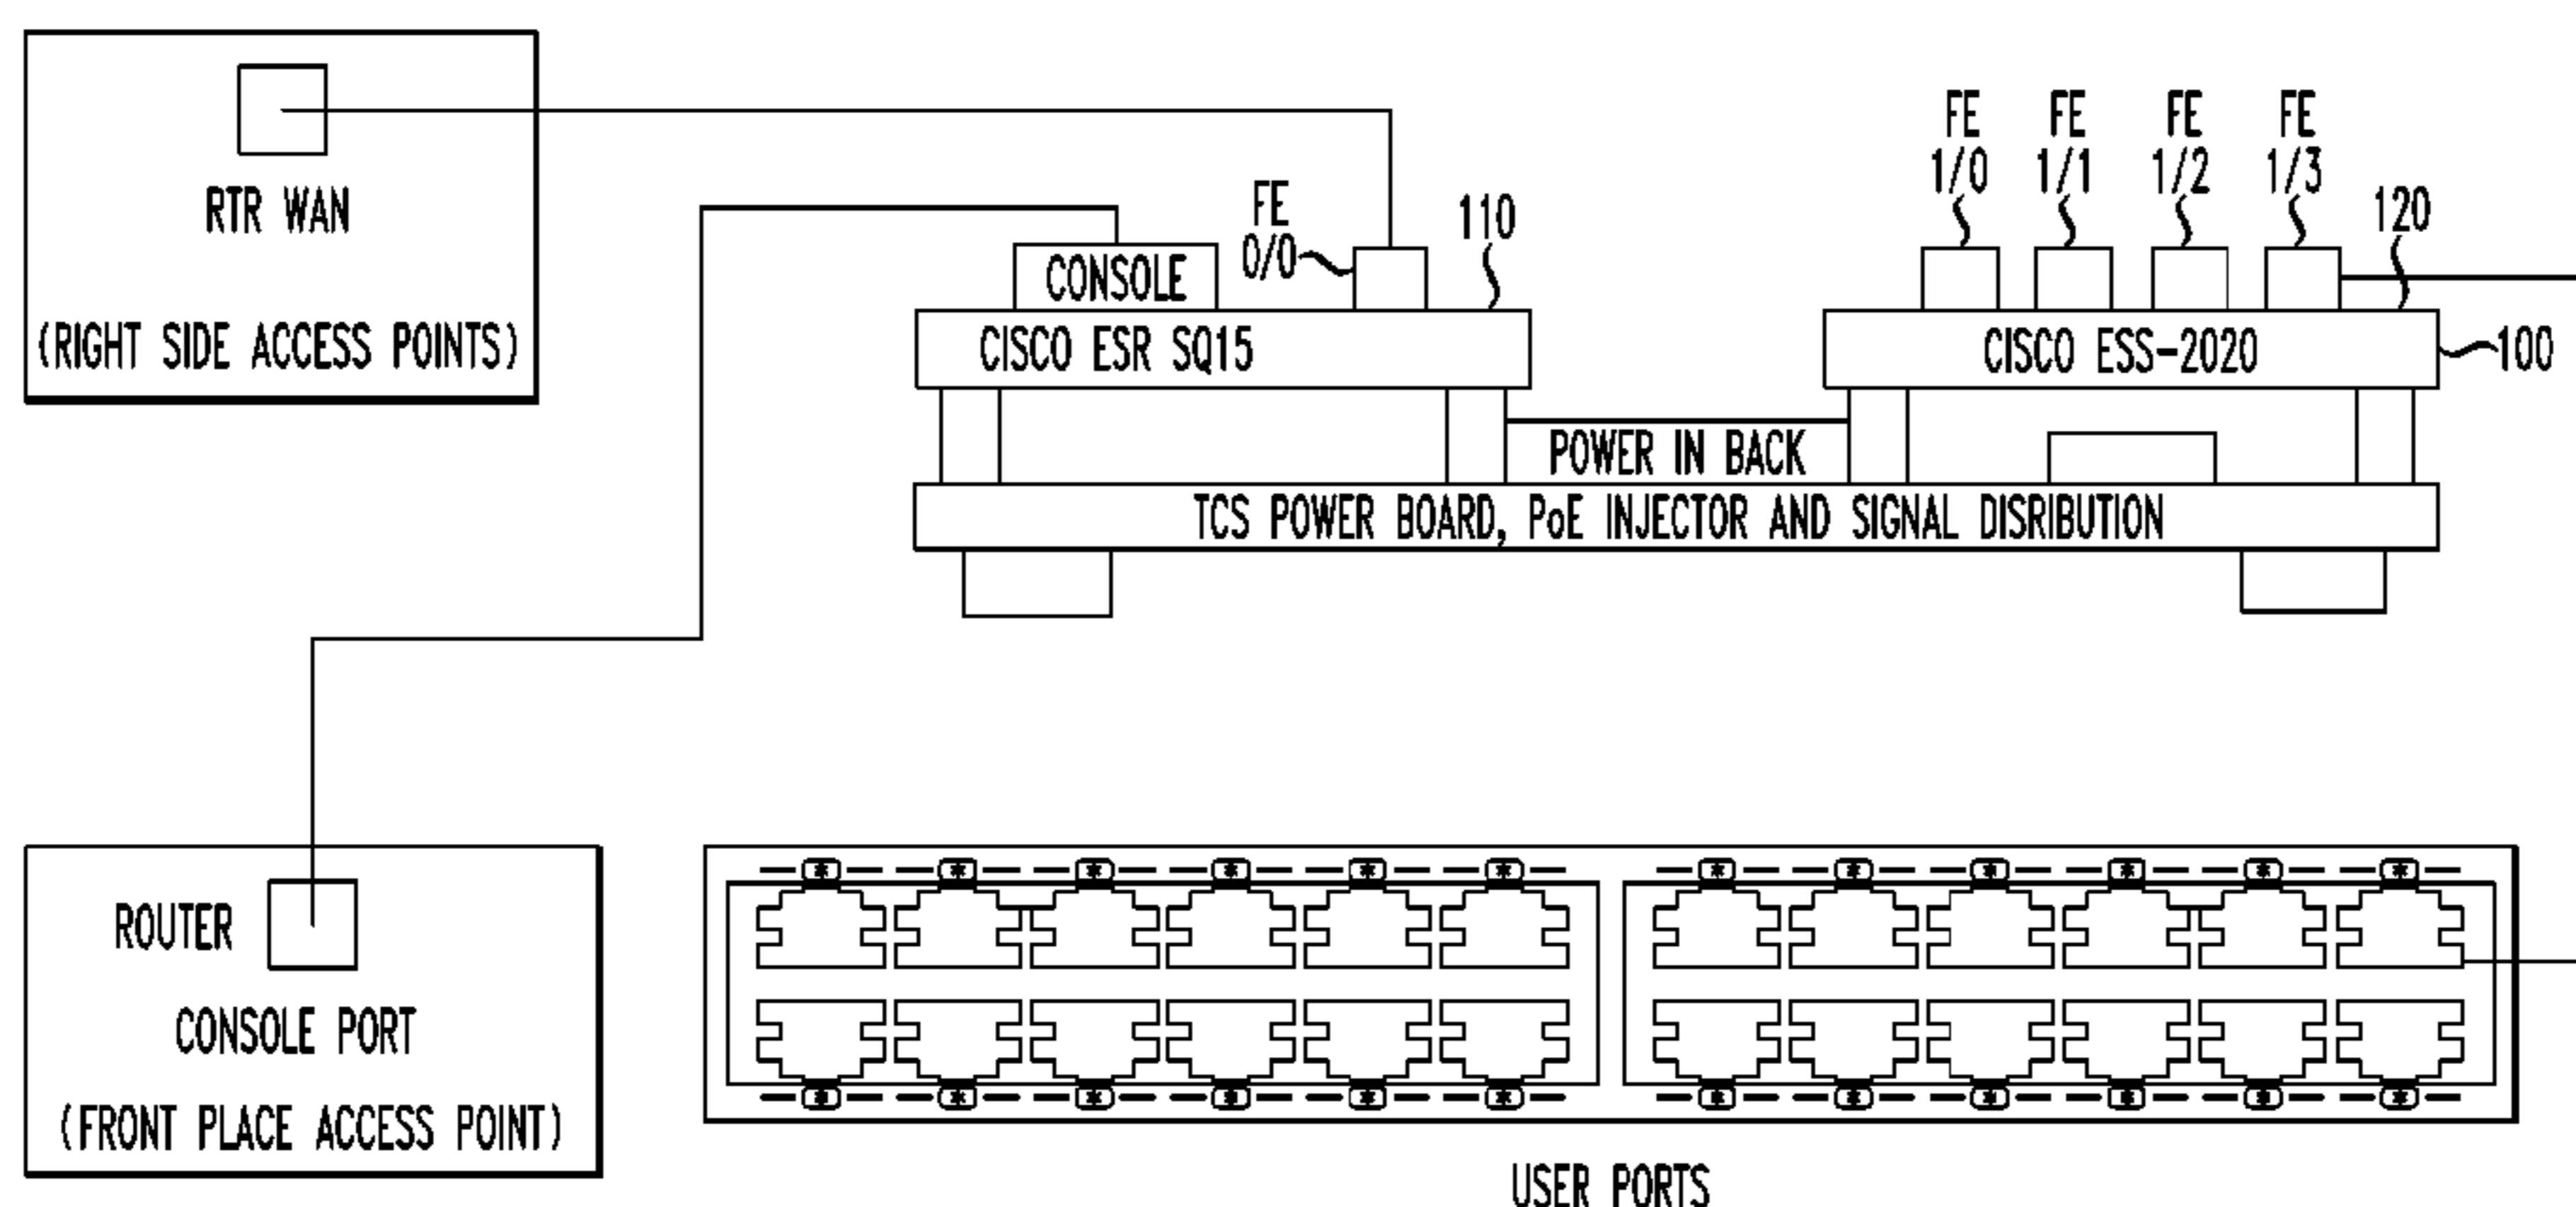 RTR WAN
(RIGHT SIDE ACCESS POINTS)
FE
0/0
110
CONSOLE
CISCO ESR SQ15
FE FE FE FE
1/0 1/1 1/2 1/3
120
CISCO ESS-2020
100
POWER IN BACK
TCS POWER BOARD, PoE INJECTOR AND SIGNAL DISRIBUTION
ROUTER
CONSOLE PORT
(FRONT PLACE ACCESS POINT)
USER PORTS